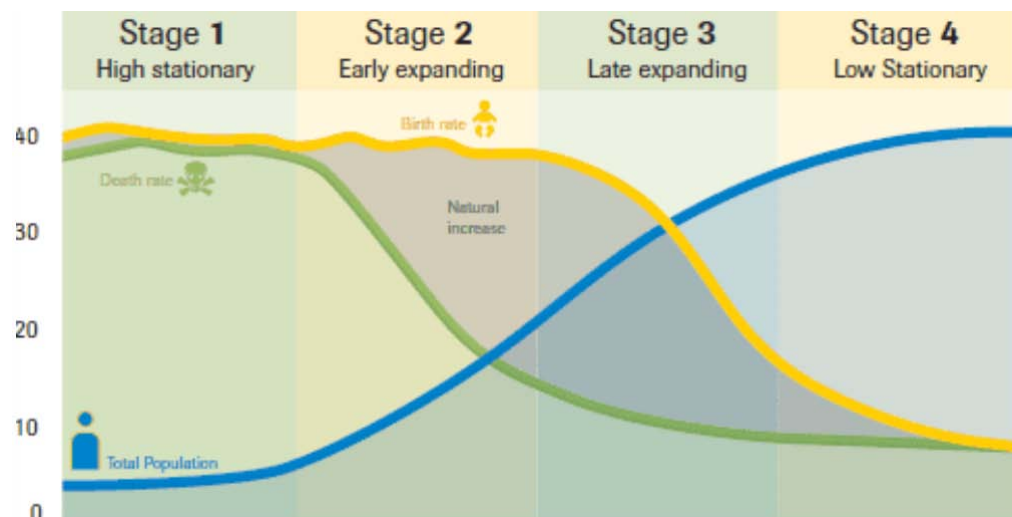 Stage 1
High stationary
Stage 2
Early expanding
Stage 3
Late expanding
Stage 4
Low Stationary
40
Birth rate
Death rate
Natural
increase
30
20
10
Total Population
0